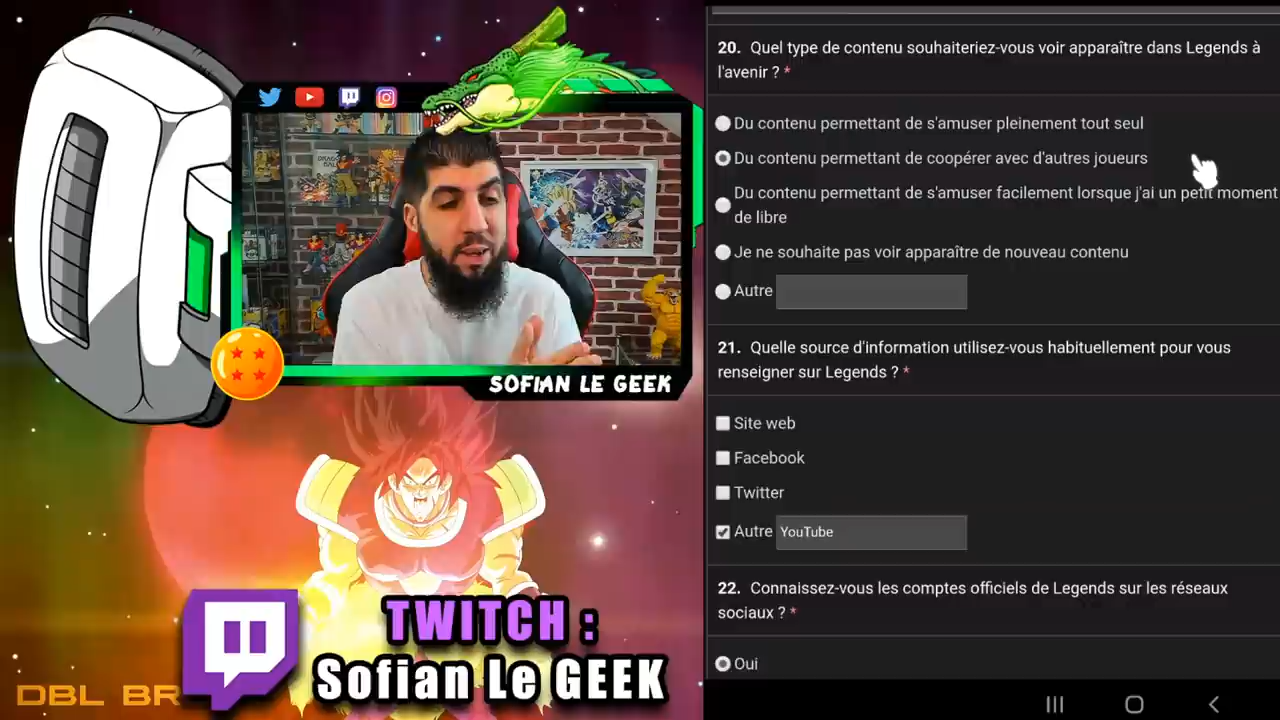 SOFIAN LE GEEK
TWITCH :
Sofian Le GEEK
DBL BR
20. Quel type de contenu souhaiteriez-vous voir apparaître dans Legends à
l'avenir ? *
Du contenu permettant de s'amuser pleinement tout seul
Du contenu permettant de coopérer avec d'autres joueurs
Du contenu permettant de s'amuser facilement lorsque j'ai un petit moment
de libre
Je ne souhaite pas voir apparaître de nouveau contenu
Autre
21. Quelle source d'information utilisez-vous habituellement pour vous
renseigner sur Legends ? *
Site web
Facebook
Twitter
Autre YouTube
22. Connaissez-vous les comptes officiels de Legends sur les réseaux
sociaux ? *
Oui